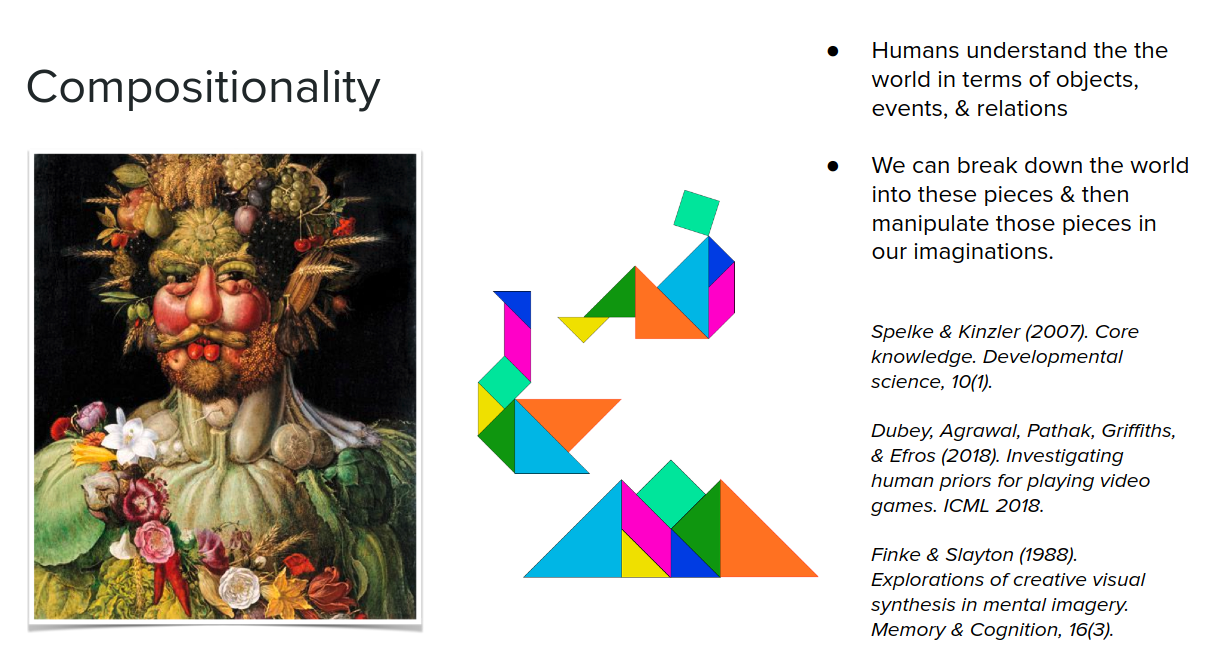 Compositionality
● Humans understand the the
world in terms of objects,
events, & relations
● We can break down the world
into these pieces & then
manipulate those pieces in
our imaginations.
Spelke & Kinzler (2007). Core
knowledge. Developmental
science, 10(1).
Dubey, Agrawal, Pathak, Griffiths,
& Efros (2018). Investigating
human priors for playing video
games. ICML 2018.
Finke & Slayton (1988).
Explorations of creative visual
synthesis in mental imagery.
Memory & Cognition, 16(3).